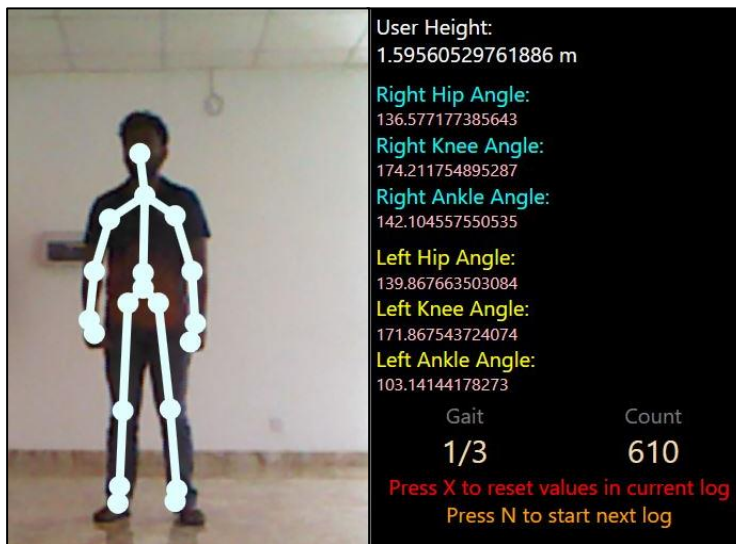 User Height:
1.59560529761886 m
Right Hip Angle:
136.577177385643
Right Knee Angle:
174.211754895287
Right Ankle Angle:
142.104557550535
Left Hip Angle:
139.867663503084
Left Knee Angle:
171.867543724074
Left Ankle Angle:
103.14144178273
Gait Count
1/3 610
Press X to reset values in current log
Press N to start next log